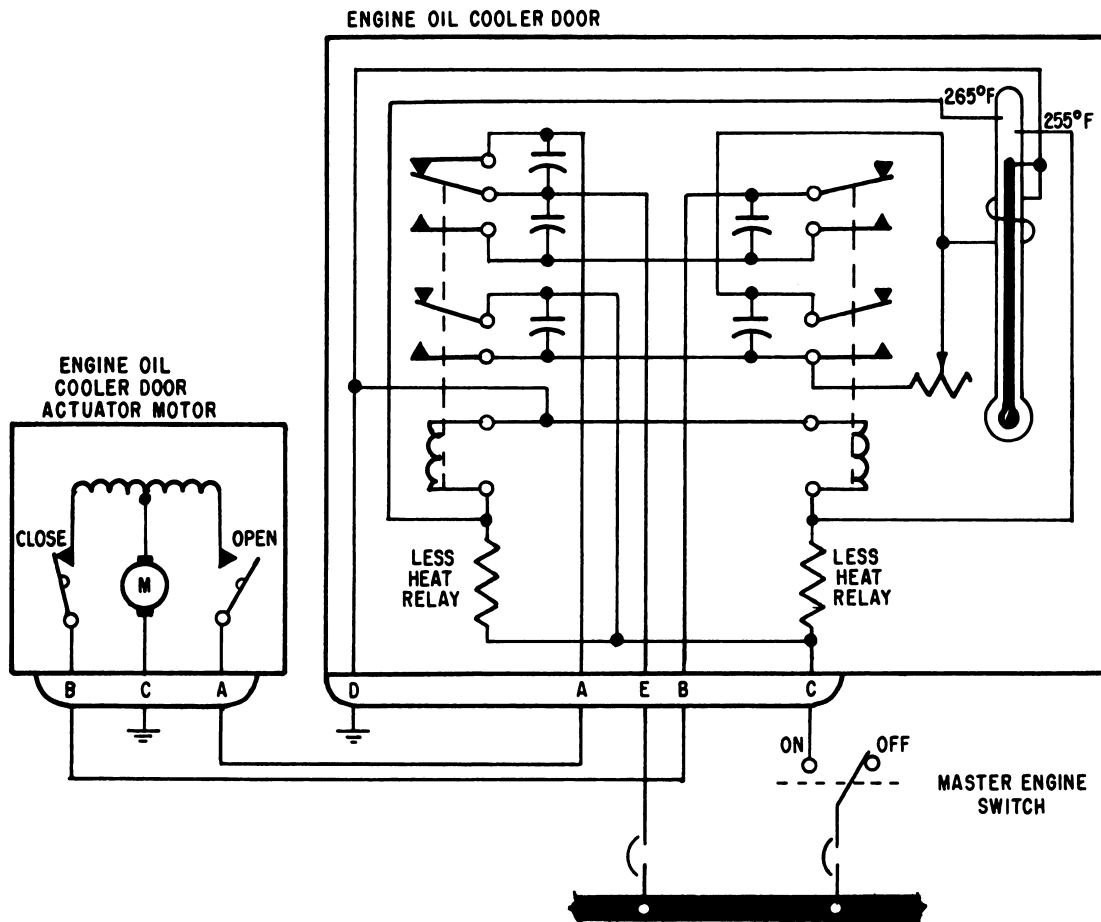 ENGINE OIL COOLER DOOR
265°F
255°F
ENGINE OIL
COOLER DOOR
ACTUATOR MOTOR
CLOSE
OPEN
M
LESS
HEAT
RELAY
LESS
HEAT
RELAY
B C A
D A E B C
ON
OFF
MASTER ENGINE
SWITCH